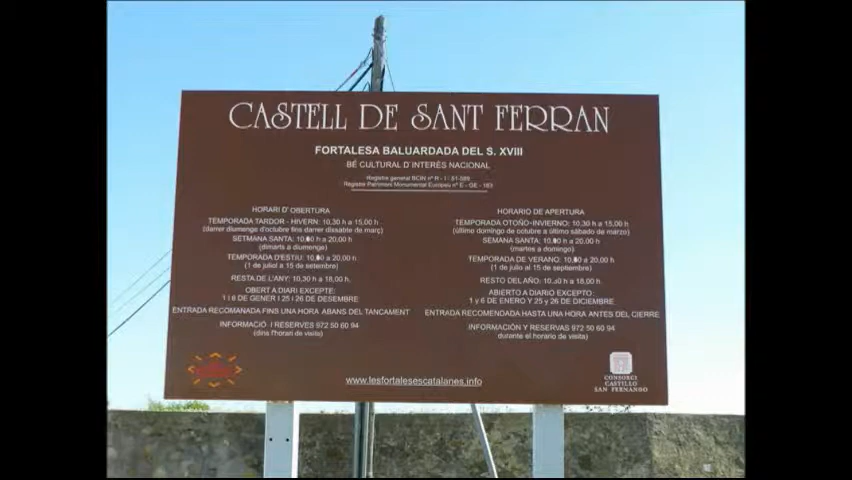 CASTELL DE SANT FERRAN
FORTALESA BALUARDADA DEL S. XVIII
BÉ CULTURAL D'INTERÈS NACIONAL
Registre general BCIN nº R - I - 51-589
Registre Patrimoni Monumental Europeu nº E - GE - 183
HORARI D'OBERTURA
TEMPORADA TARDOR - HIVERN: 10,30 h a 15,00 h
(darrer diumenge d'octubre fins darrer dissabte de març)
SETMANA SANTA: a 20,00 h
(dimarts a diumenge)
TEMPORADA D'ESTIU: a 20,00 h
(1 de juliol a 15 de setembre)
RESTA DE L'ANY: 10,30 h a 18,00 h.
OBERT A DIARI EXCEPTE:
1 i 6 DE GENER I 25 i 26 DE DESEMBRE
ENTRADA RECOMANADA FINS UNA HORA ABANS DEL TANCAMENT
INFORMACIÓ I RESERVES 972 50 60 94
(dins l'horari de visita)
HORARIO DE APERTURA
TEMPORADA OTOÑO-INVIERNO: 10,30 h a 15,00 h
(último domingo de octubre a último sábado de marzo)
SEMANA SANTA: a 20,00 h
(martes a domingo)
TEMPORADA DE VERANO: a 20,00 h
(1 de julio al 15 de septiembre)
RESTO DEL AÑO: 10,30 h a 18,00 h.
ABIERTO A DIARIO EXCEPTO:
1 y 6 DE ENERO Y 25 y 26 DE DICIEMBRE
ENTRADA RECOMENDADA HASTA UNA HORA ANTES DEL CIERRE
INFORMACIÓN Y RESERVAS 972 50 60 94
durante el horario de visita)
www.lesfortalesescatalanes.info
CONSORCI
CASTILLO
SAN FERNANDO